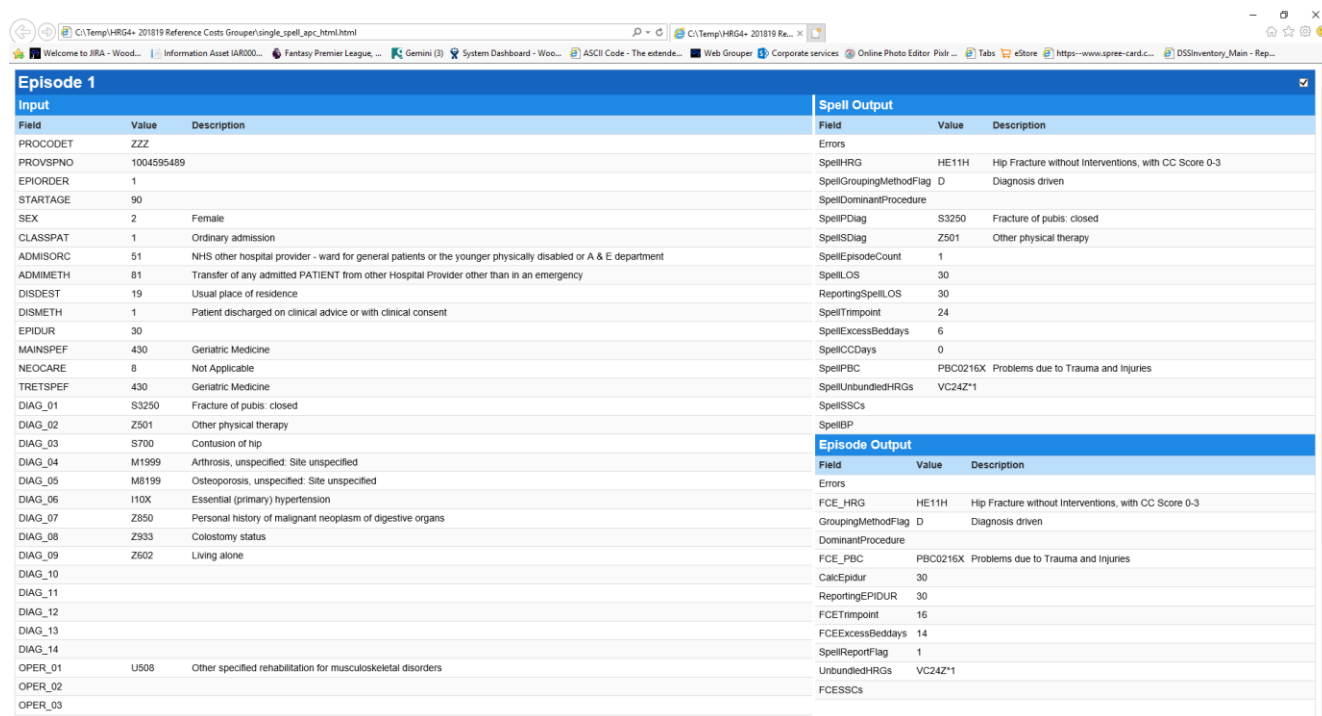 C:\Temp\HRG4+ 201819 Reference Costs Grouper\single_spell_apc_html.html
C:\Temp\HRG4+ 201819 Re...
Welcome to JIRA - Wood... Information Asset IAR000... Fantasy Premier League, ... Gemini (3) System Dashboard - Woo... ASCII Code - The extende... Web Grouper Corporate services Online Photo Editor Pixlr ... Tabs eStore https--www.spree-card.c... DSSInventory_Main - Rep...
Episode 1
Input
Field Value Description
PROCODET ZZZ
PROVSPNO 1004595489
EPIORDER 1
STARTAGE 90
SEX 2 Female
CLASSPAT 1 Ordinary admission
ADMISORC 51 NHS other hospital provider - ward for general patients or the younger physically disabled or A & E department
ADMIMETH 81 Transfer of any admitted PATIENT from other Hospital Provider other than in an emergency
DISDEST 19 Usual place of residence
DISMETH 1 Patient discharged on clinical advice or with clinical consent
EPIDUR 30
MAINSPEF 430 Geriatric Medicine
NEOCARE 8 Not Applicable
TRETSPEF 430 Geriatric Medicine
DIAG_01 S3250 Fracture of pubis: closed
DIAG_02 Z501 Other physical therapy
DIAG_03 S700 Contusion of hip
DIAG_04 M1999 Arthrosis, unspecified: Site unspecified
DIAG_05 M8199 Osteoporosis, unspecified: Site unspecified
DIAG_06 I10X Essential (primary) hypertension
DIAG_07 Z850 Personal history of malignant neoplasm of digestive organs
DIAG_08 Z933 Colostomy status
DIAG_09 Z602 Living alone
DIAG_10
DIAG_11
DIAG_12
DIAG_13
DIAG_14
OPER_01 U508 Other specified rehabilitation for musculoskeletal disorders
OPER_02
OPER_03
Spell Output
Field Value Description
Errors
SpellHRG HE11H Hip Fracture without Interventions, with CC Score 0-3
SpellGroupingMethodFlag D Diagnosis driven
SpellDominantProcedure
SpellPDiag S3250 Fracture of pubis: closed
SpellSDiag Z501 Other physical therapy
SpellEpisodeCount 1
SpellLOS 30
ReportingSpellLOS 30
SpellTrimpoint 24
SpellExcessBeddays 6
SpellCCDays 0
SpellPBC PBC0216X Problems due to Trauma and Injuries
SpellUnbundledHRGs VC24Z*1
SpellSSCs
SpellBP
Episode Output
Field Value Description
Errors
FCE_HRG HE11H Hip Fracture without Interventions, with CC Score 0-3
GroupingMethodFlag D Diagnosis driven
DominantProcedure
FCE_PBC PBC0216X Problems due to Trauma and Injuries
CalcEpidur 30
ReportingEPIDUR 30
FCETrimpoint 16
FCEExcessBeddays 14
SpellReportFlag 1
UnbundledHRGs VC24Z*1
FCESSCs